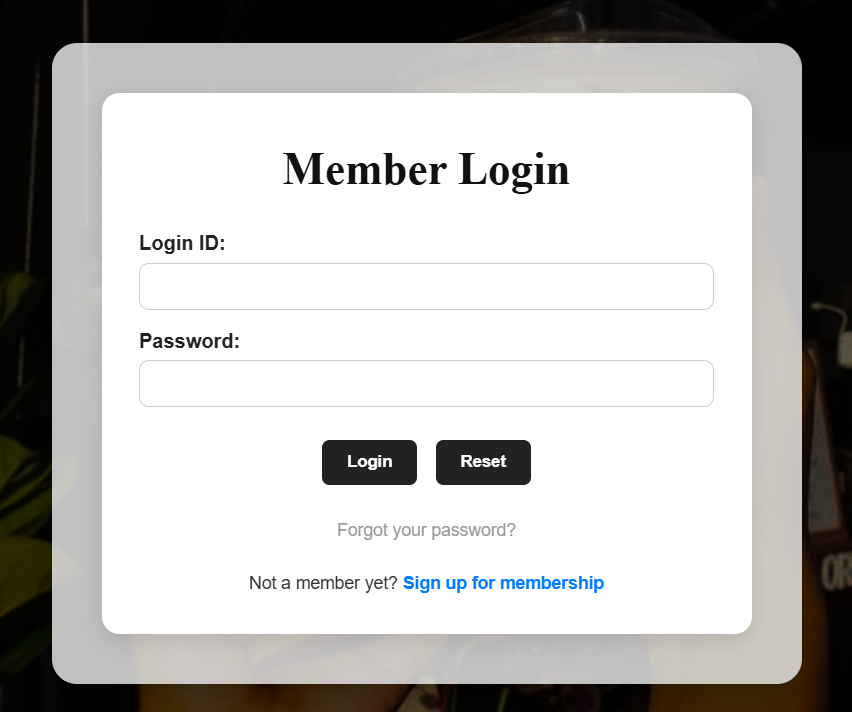 Member Login
Login ID:
Password:
Login Reset
Forgot your password?
Not a member yet? Sign up for membership